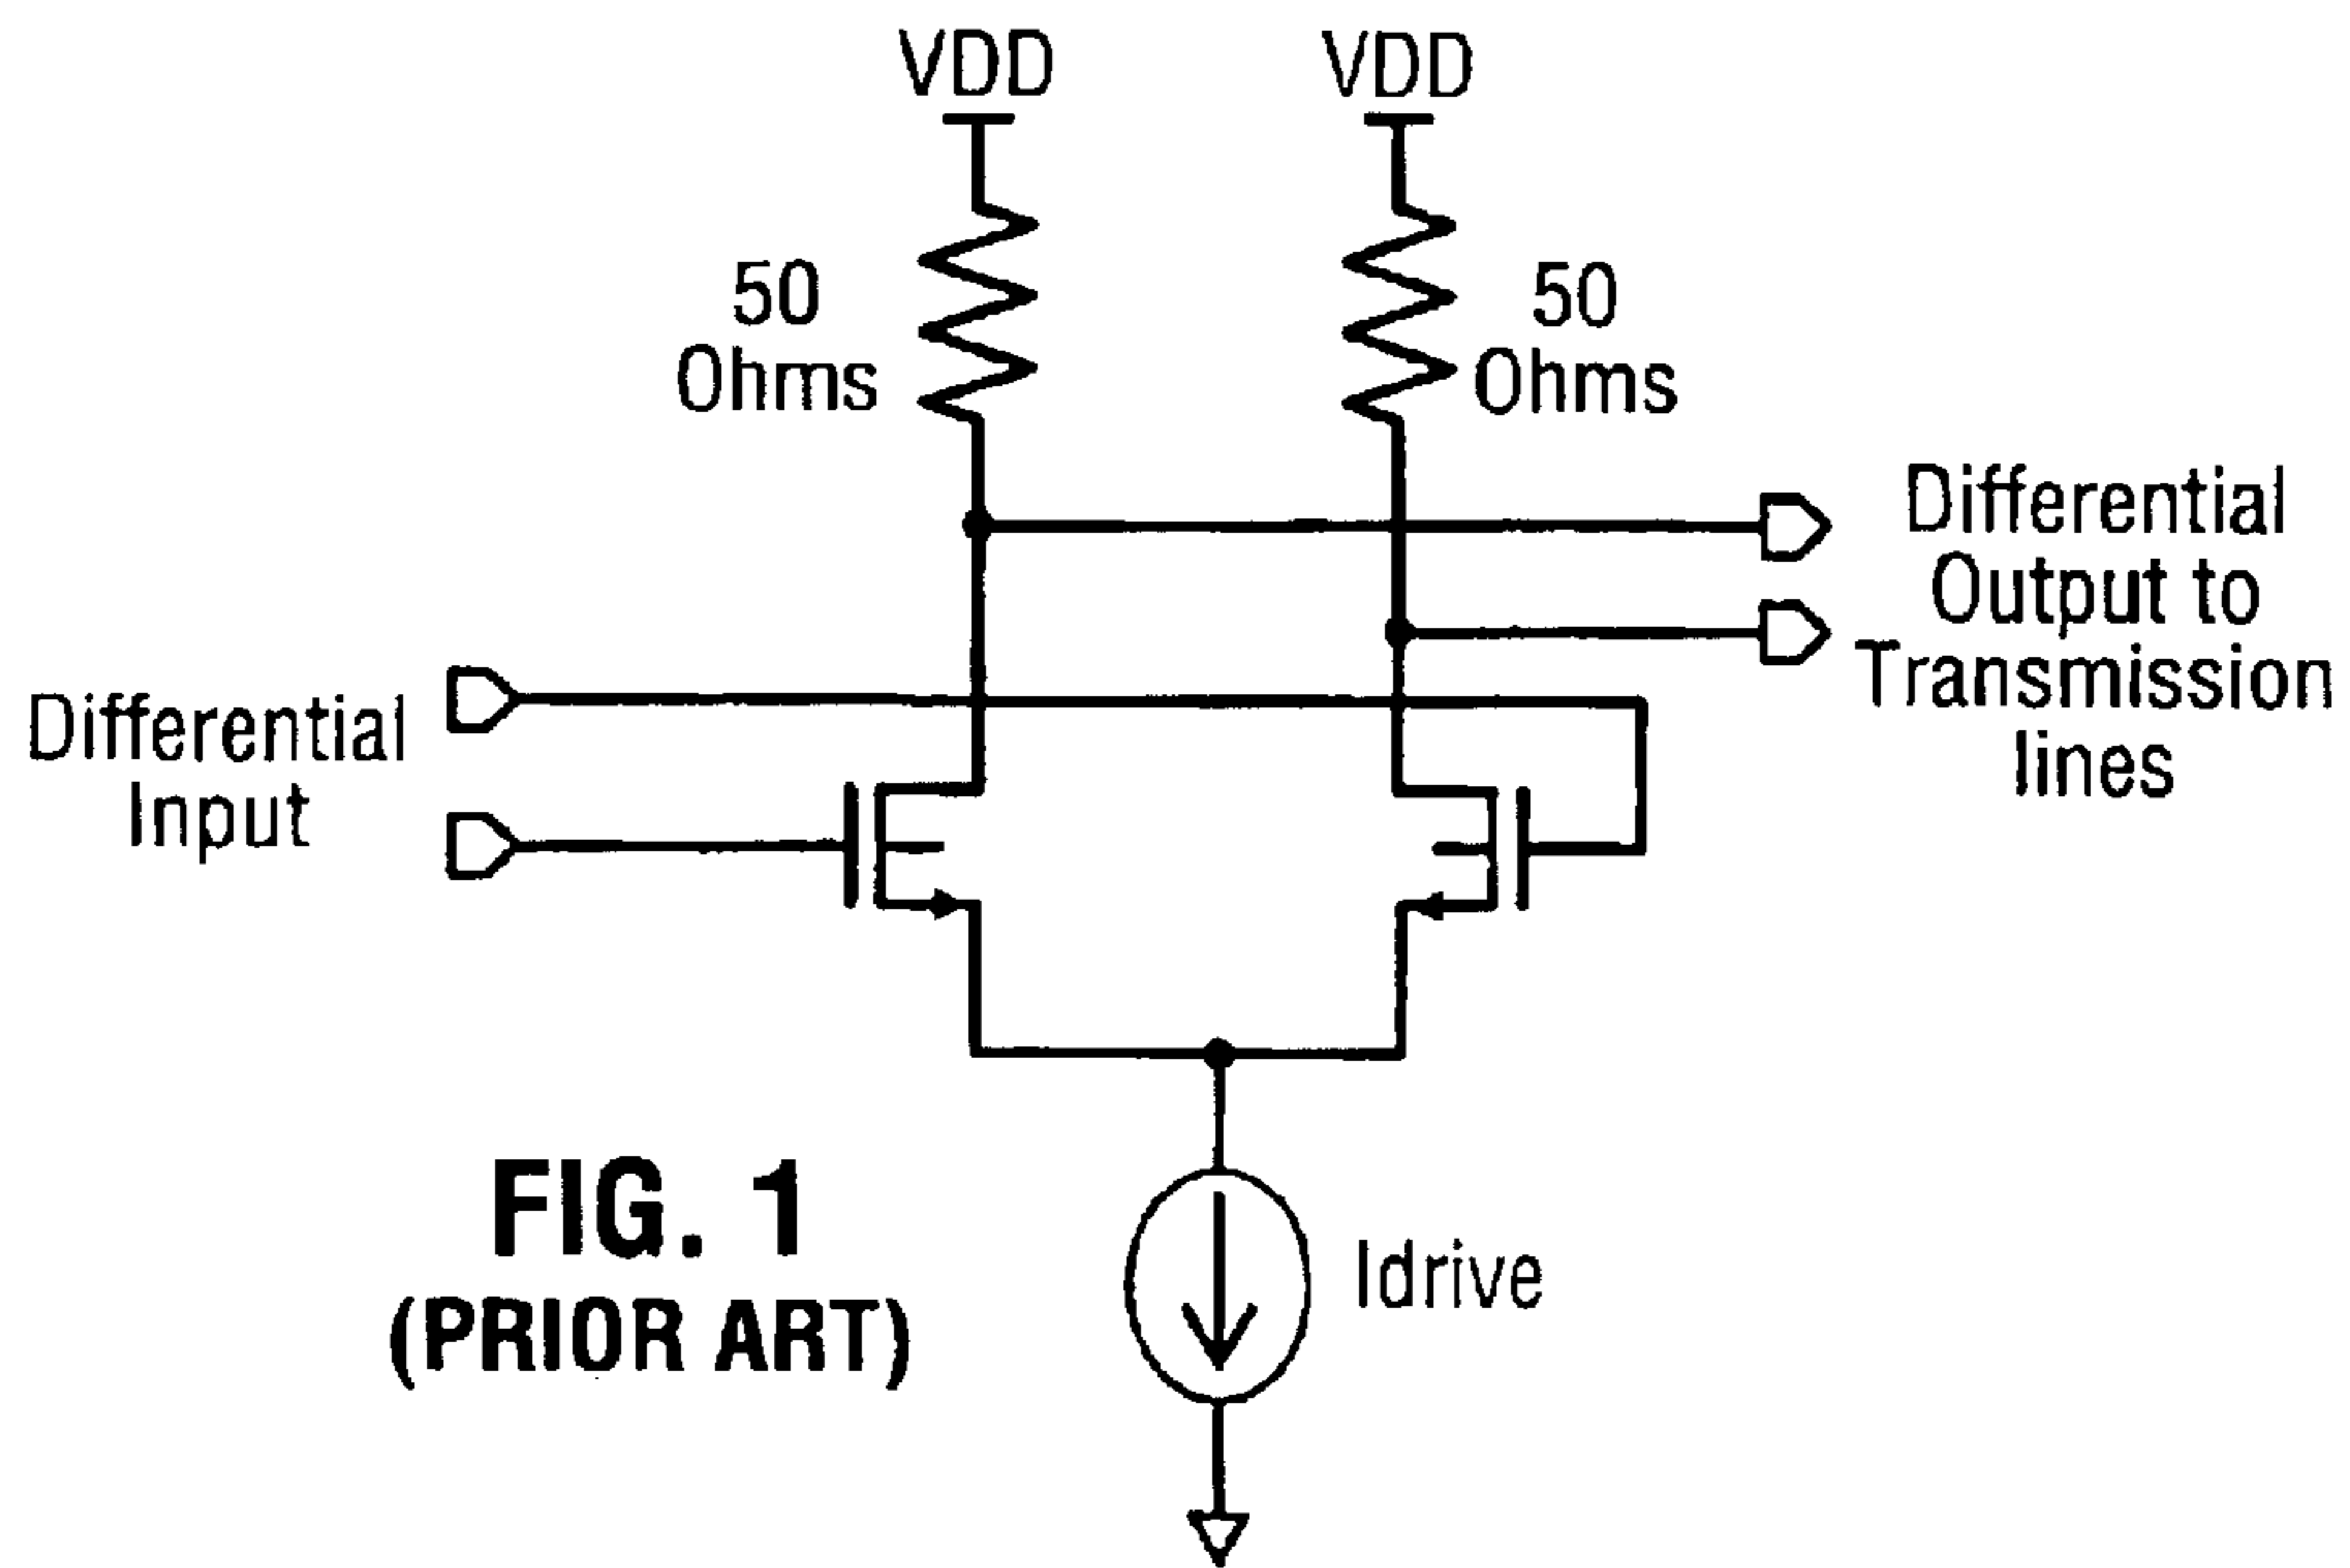 VDD
VDD
50
Ohms
50
Ohms
Differential
Output to
Transmission
lines
Differential
Input
Idrive
FIG. 1
(PRIOR ART)